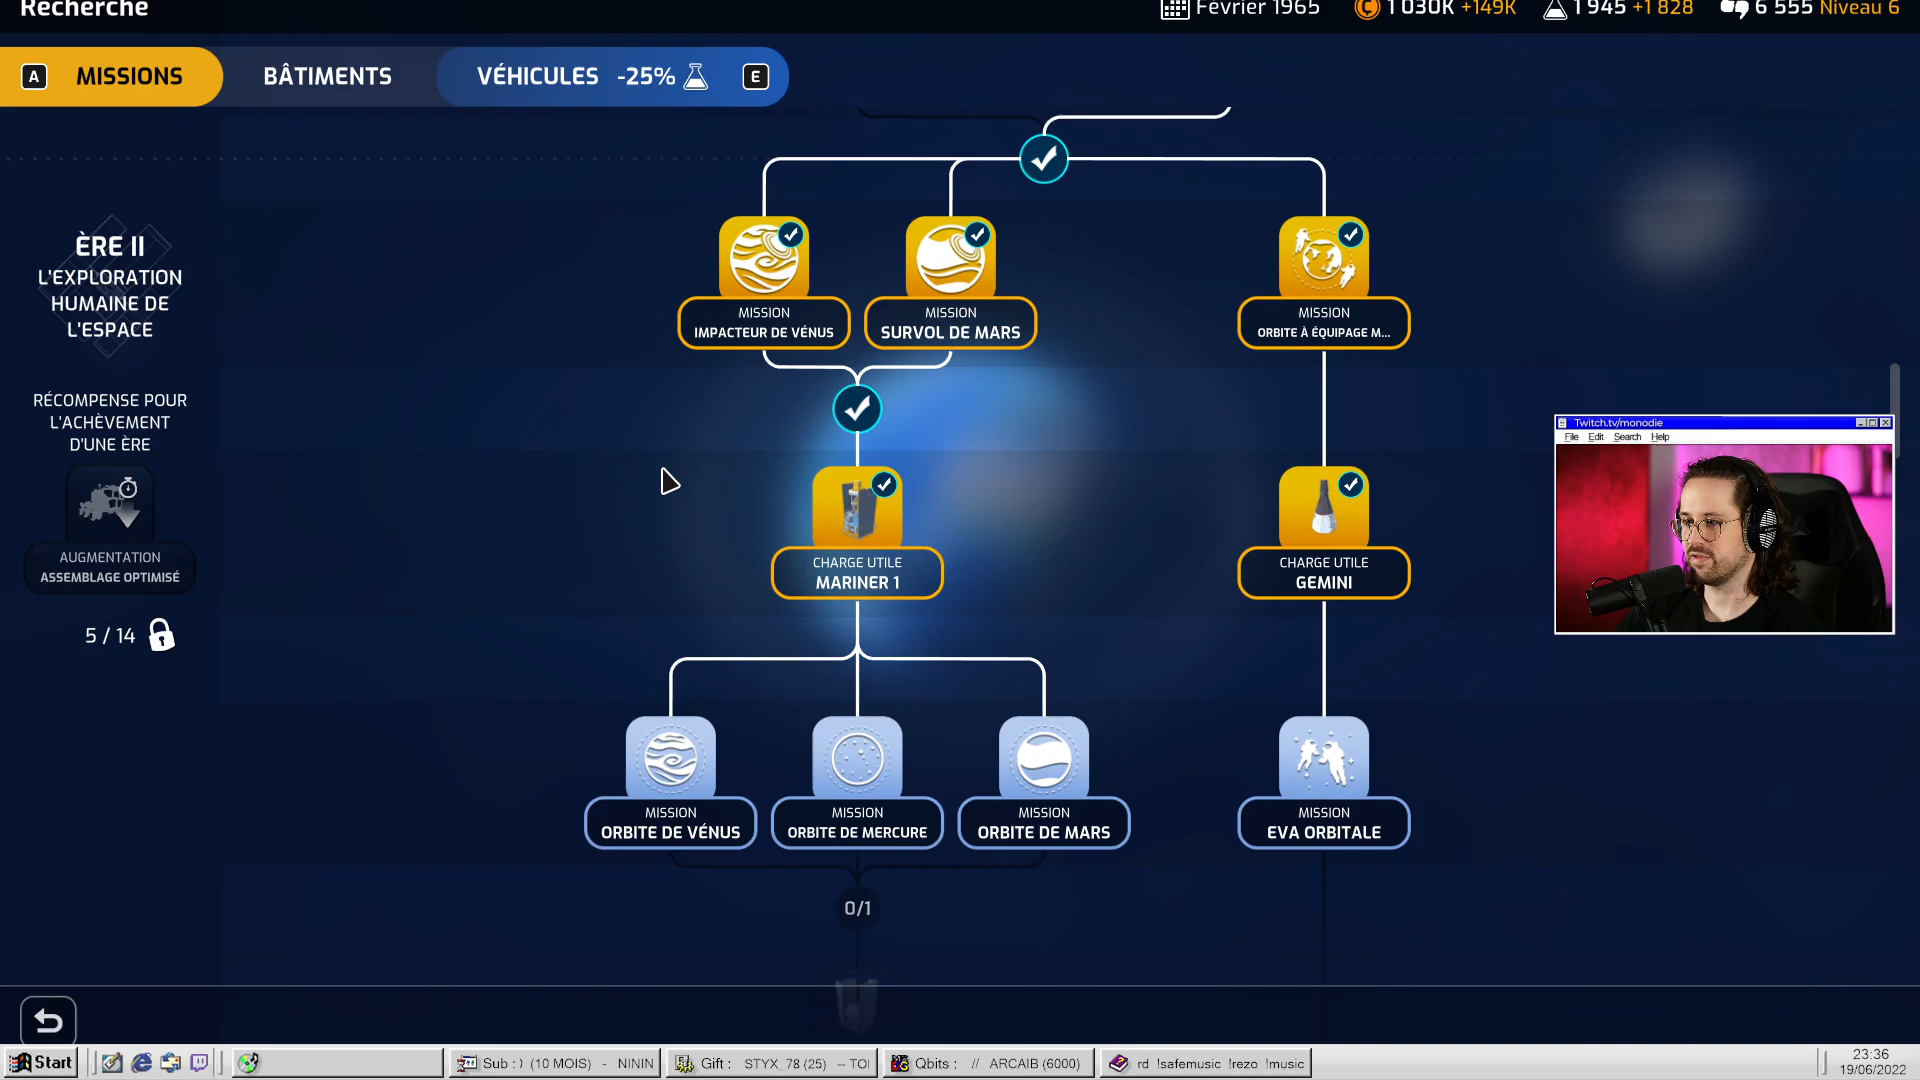 Recherche
Février 1965
1 030K +149K
1 945 +1 828
6 555 Niveau 6
A
MISSIONS
BÂTIMENTS
VÉHICULES -25%
E
ÈRE II
L'EXPLORATION
HUMAINE DE
L'ESPACE
RÉCOMPENSE POUR
L'ACHÈVEMENT
D'UNE ÈRE
AUGMENTATION
ASSEMBLAGE OPTIMISÉ
5 / 14
MISSION
IMPACTEUR DE VÉNUS
MISSION
SURVOL DE MARS
MISSION
ORBITE À ÉQUIPAGE M...
CHARGE UTILE
MARINER 1
CHARGE UTILE
GEMINI
MISSION
ORBITE DE VÉNUS
MISSION
ORBITE DE MERCURE
MISSION
ORBITE DE MARS
MISSION
EVA ORBITALE
0/1
Twitch.tv/monodie
File Edit Search Help
Start
Sub : ) (10 MOIS) - NININ
Gift : STYX_78 (25) -- TO
Qbits : // ARCAIB (6000)
rd !safemusic !rezo !music
23:36
19/06/2022